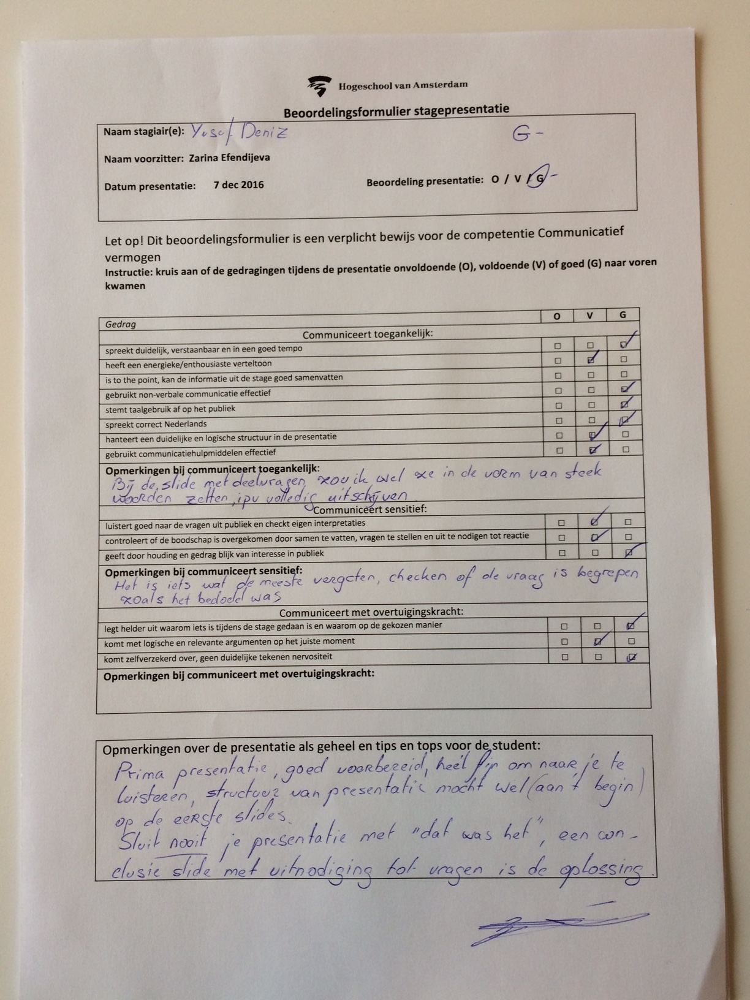 Hogeschool van Amsterdam
Beoordelingsformulier stagepresentatie
Naam stagiair(e): Yusef Deniz G-
Naam voorzitter: Zarina Efendijeva
Datum presentatie: 7 dec 2016 Beoordeling presentatie: O / V / G -
Let op! Dit beoordelingsformulier is een verplicht bewijs voor de competentie Communicatief
vermogen
Instructie: kruis aan of de gedragingen tijdens de presentatie onvoldoende (O), voldoende (V) of goed (G) naar voren
kwamen
Gedrag O V G
Communiceert toegankelijk:
spreekt duidelijk, verstaanbaar en in een goed tempo
heeft een energieke/enthousiaste verteltoon
is to the point, kan de informatie uit de stage goed samenvatten
gebruikt non-verbale communicatie effectief
stemt taalgebruik af op het publiek
spreekt correct Nederlands
hanteert een duidelijke en logische structuur in de presentatie
gebruikt communicatiehulpmiddelen effectief
Opmerkingen bij communiceert toegankelijk:
Bij de slide met deelvragen zou ik wel ze in de vorm van steek
woorden zetten, ipv volledig uitschijven
Communiceert sensitief:
luistert goed naar de vragen uit publiek en checkt eigen interpretaties
controleert of de boodschap is overgekomen door samen te vatten, vragen te stellen en uit te nodigen tot reactie
geeft door houding en gedrag blijk van interesse in publiek
Opmerkingen bij communiceert sensitief:
Het is iets wat de meeste vergeten, checken of de vraag is begrepen
zoals het bedoeld was
Communiceert met overtuigingskracht:
legt helder uit waarom iets is tijdens de stage gedaan is en waarom op de gekozen manier
komt met logische en relevante argumenten op het juiste moment
komt zelfverzekerd over, geen duidelijke tekenen nervositeit
Opmerkingen bij communiceert met overtuigingskracht:
Opmerkingen over de presentatie als geheel en tips en tops voor de student:
Prima presentatie, goed voorbereid, heel fijn om naar je te
luisteren, structuur van presentatie mocht wel (aan 't begin)
op de eerste slides.
Sluit nooit je presentatie met "dat was het", een con-
clusie slide met uitnodiging tot vragen is de oplossing.